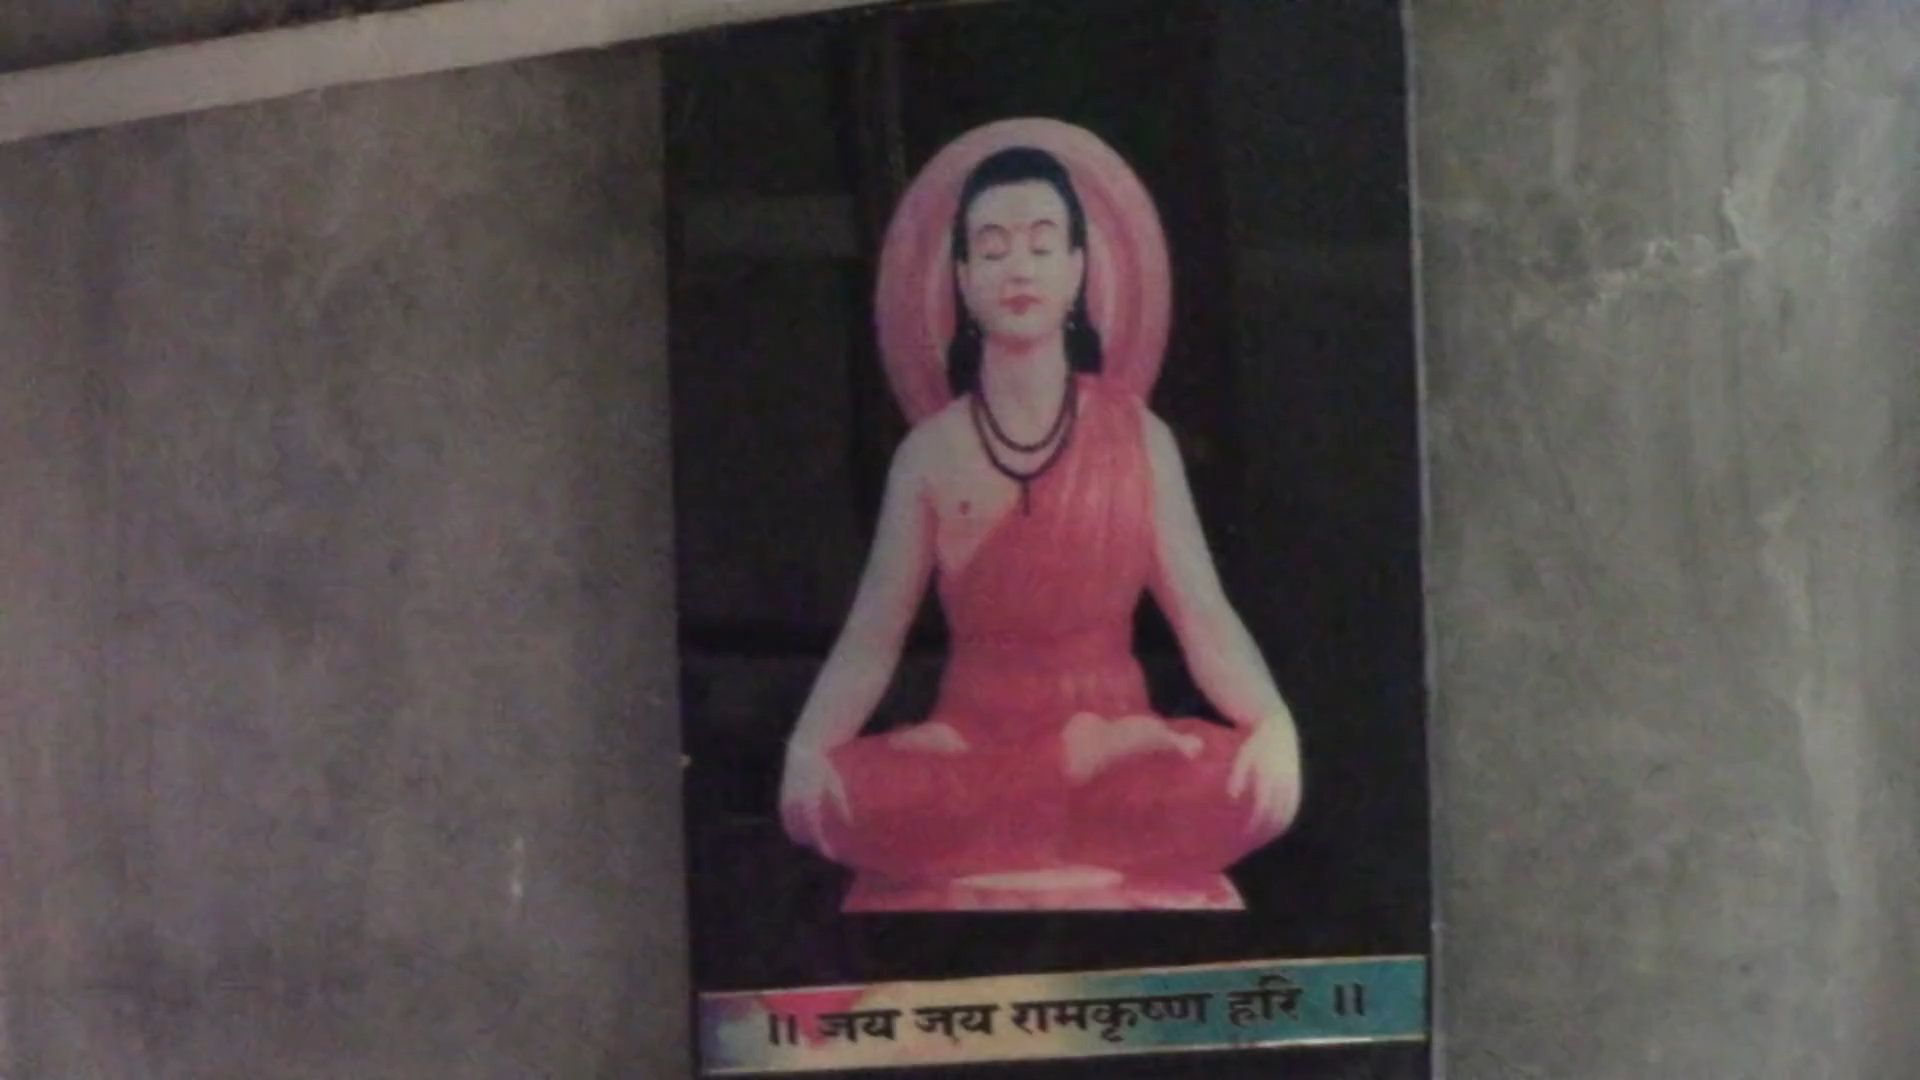 ॥ जय जय रामकृष्ण हरि ॥